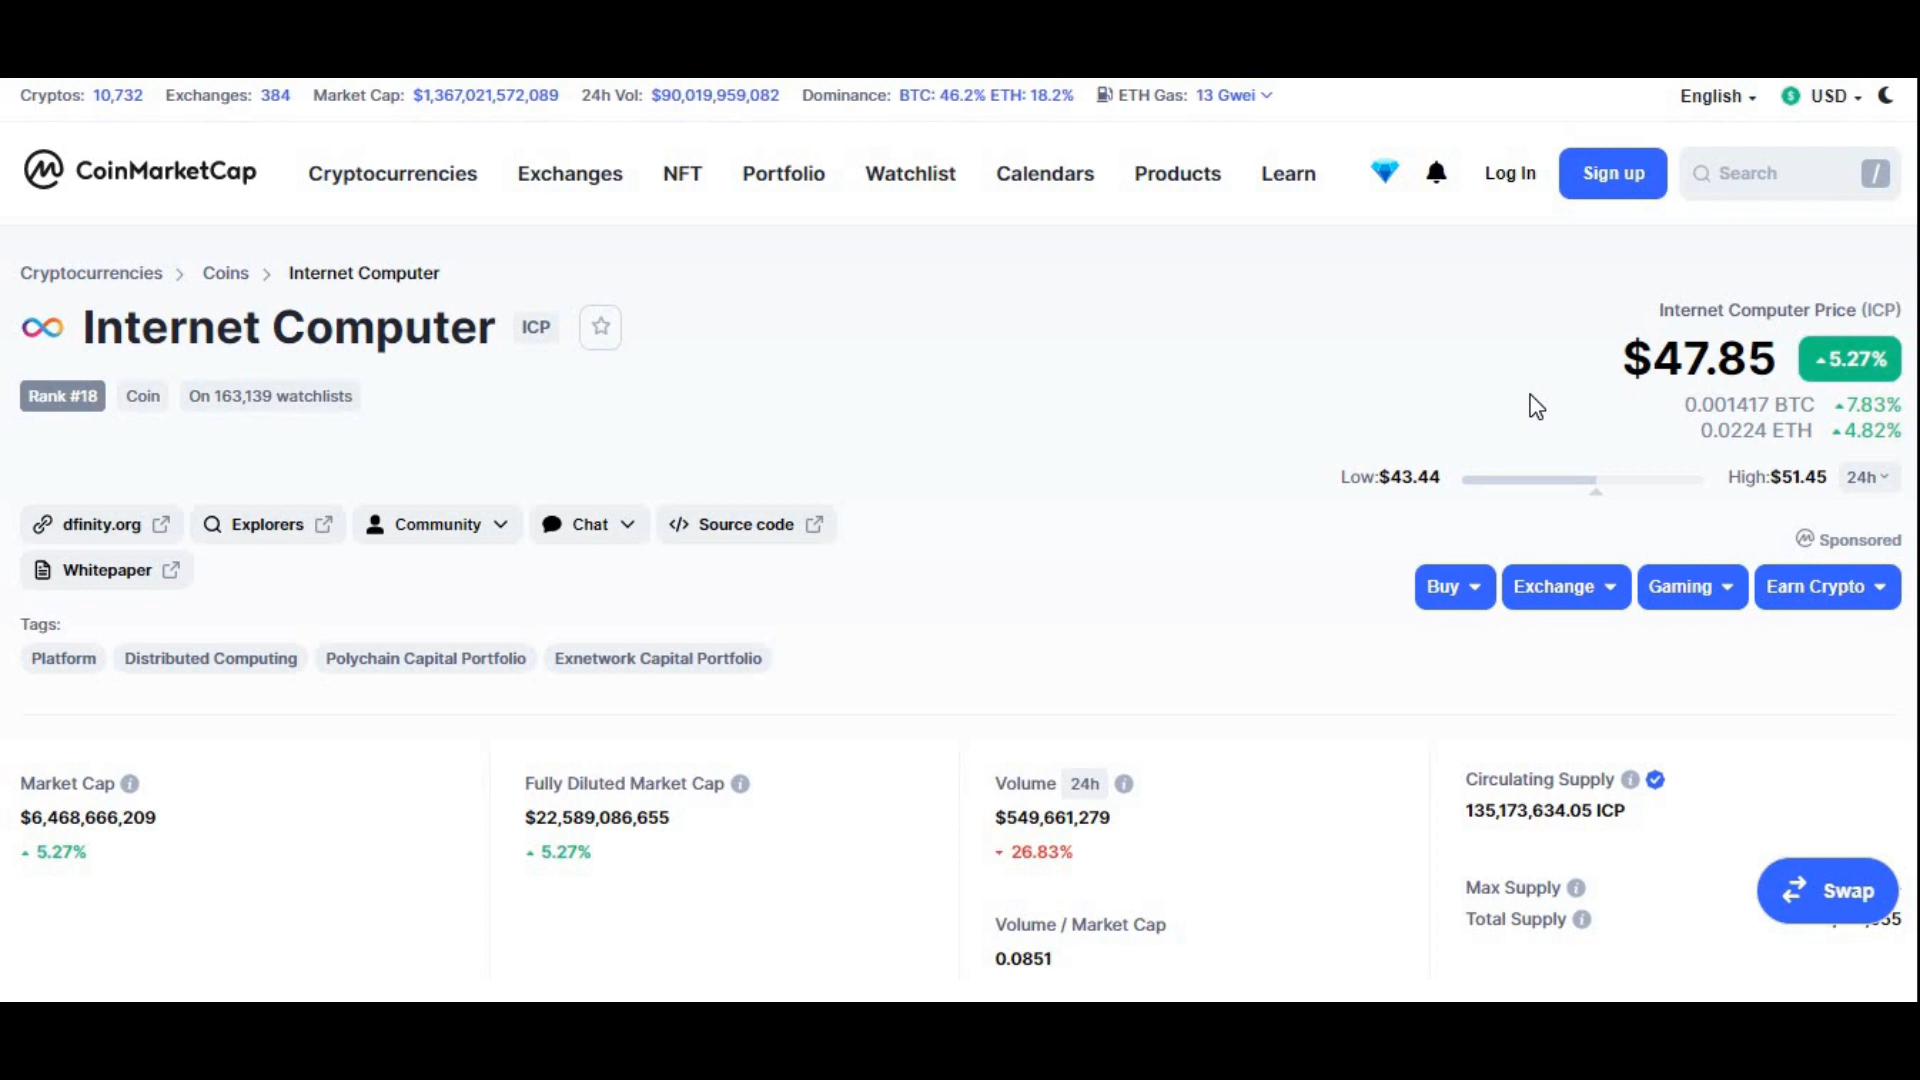 Cryptos: 10,732 Exchanges: 384 Market Cap: $1,367,021,572,089 24h Vol: $90,019,959,082 Dominance: BTC: 46.2% ETH: 18.2% ETH Gas: 13 Gwei English USD
CoinMarketCap Cryptocurrencies Exchanges NFT Portfolio Watchlist Calendars Products Learn Log In Sign up Search /
Cryptocurrencies > Coins > Internet Computer
Internet Computer ICP
Rank #18 Coin On 163,139 watchlists
Internet Computer Price (ICP)
$47.85 5.27%
0.001417 BTC 7.83%
0.0224 ETH 4.82%
Low:$43.44 High:$51.45 24h
dfinity.org Explorers Community Chat </> Source code
Whitepaper
Sponsored
Buy Exchange Gaming Earn Crypto
Tags:
Platform Distributed Computing Polychain Capital Portfolio Exnetwork Capital Portfolio
Market Cap
$6,468,666,209
5.27%
Fully Diluted Market Cap
$22,589,086,655
5.27%
Volume 24h
$549,661,279
26.83%
Volume / Market Cap
0.0851
Circulating Supply
135,173,634.05 ICP
Max Supply
Total Supply
Swap